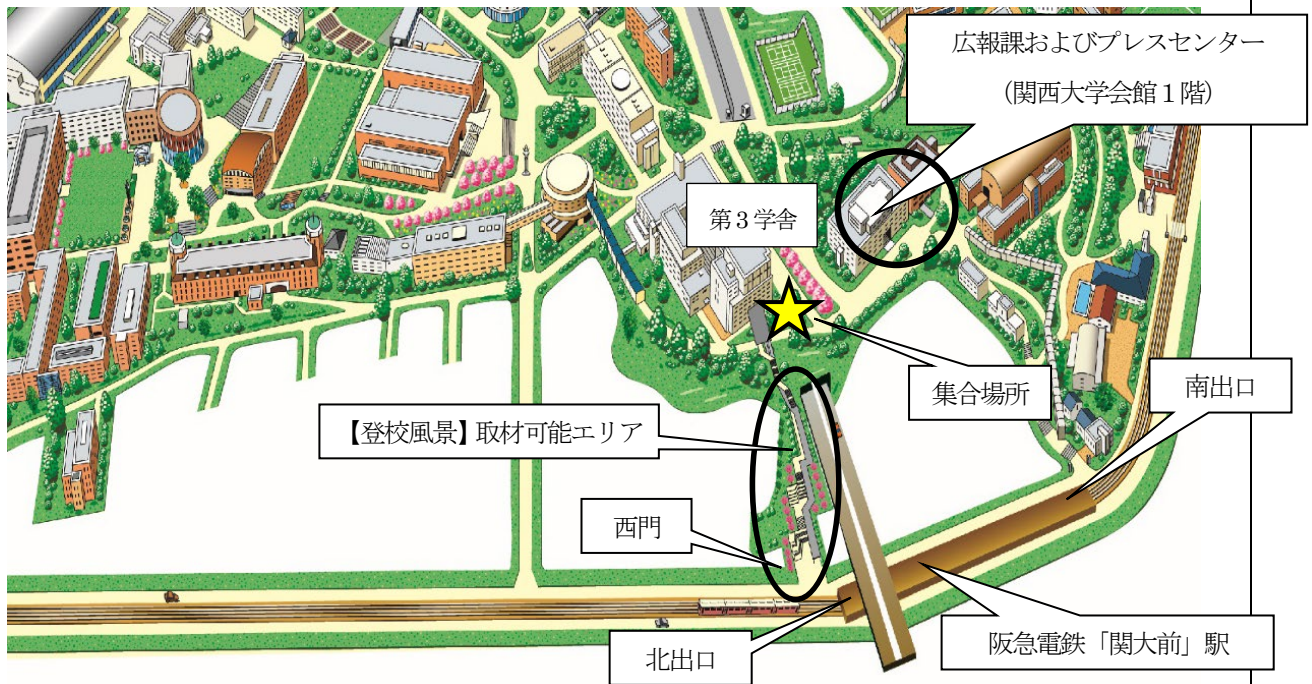 広報課およびプレスセンター
(関西大学会館１階)
第３学舎
集合場所
南出口
【登校風景】取材可能エリア
西門
北出口
阪急電鉄「関大前」駅